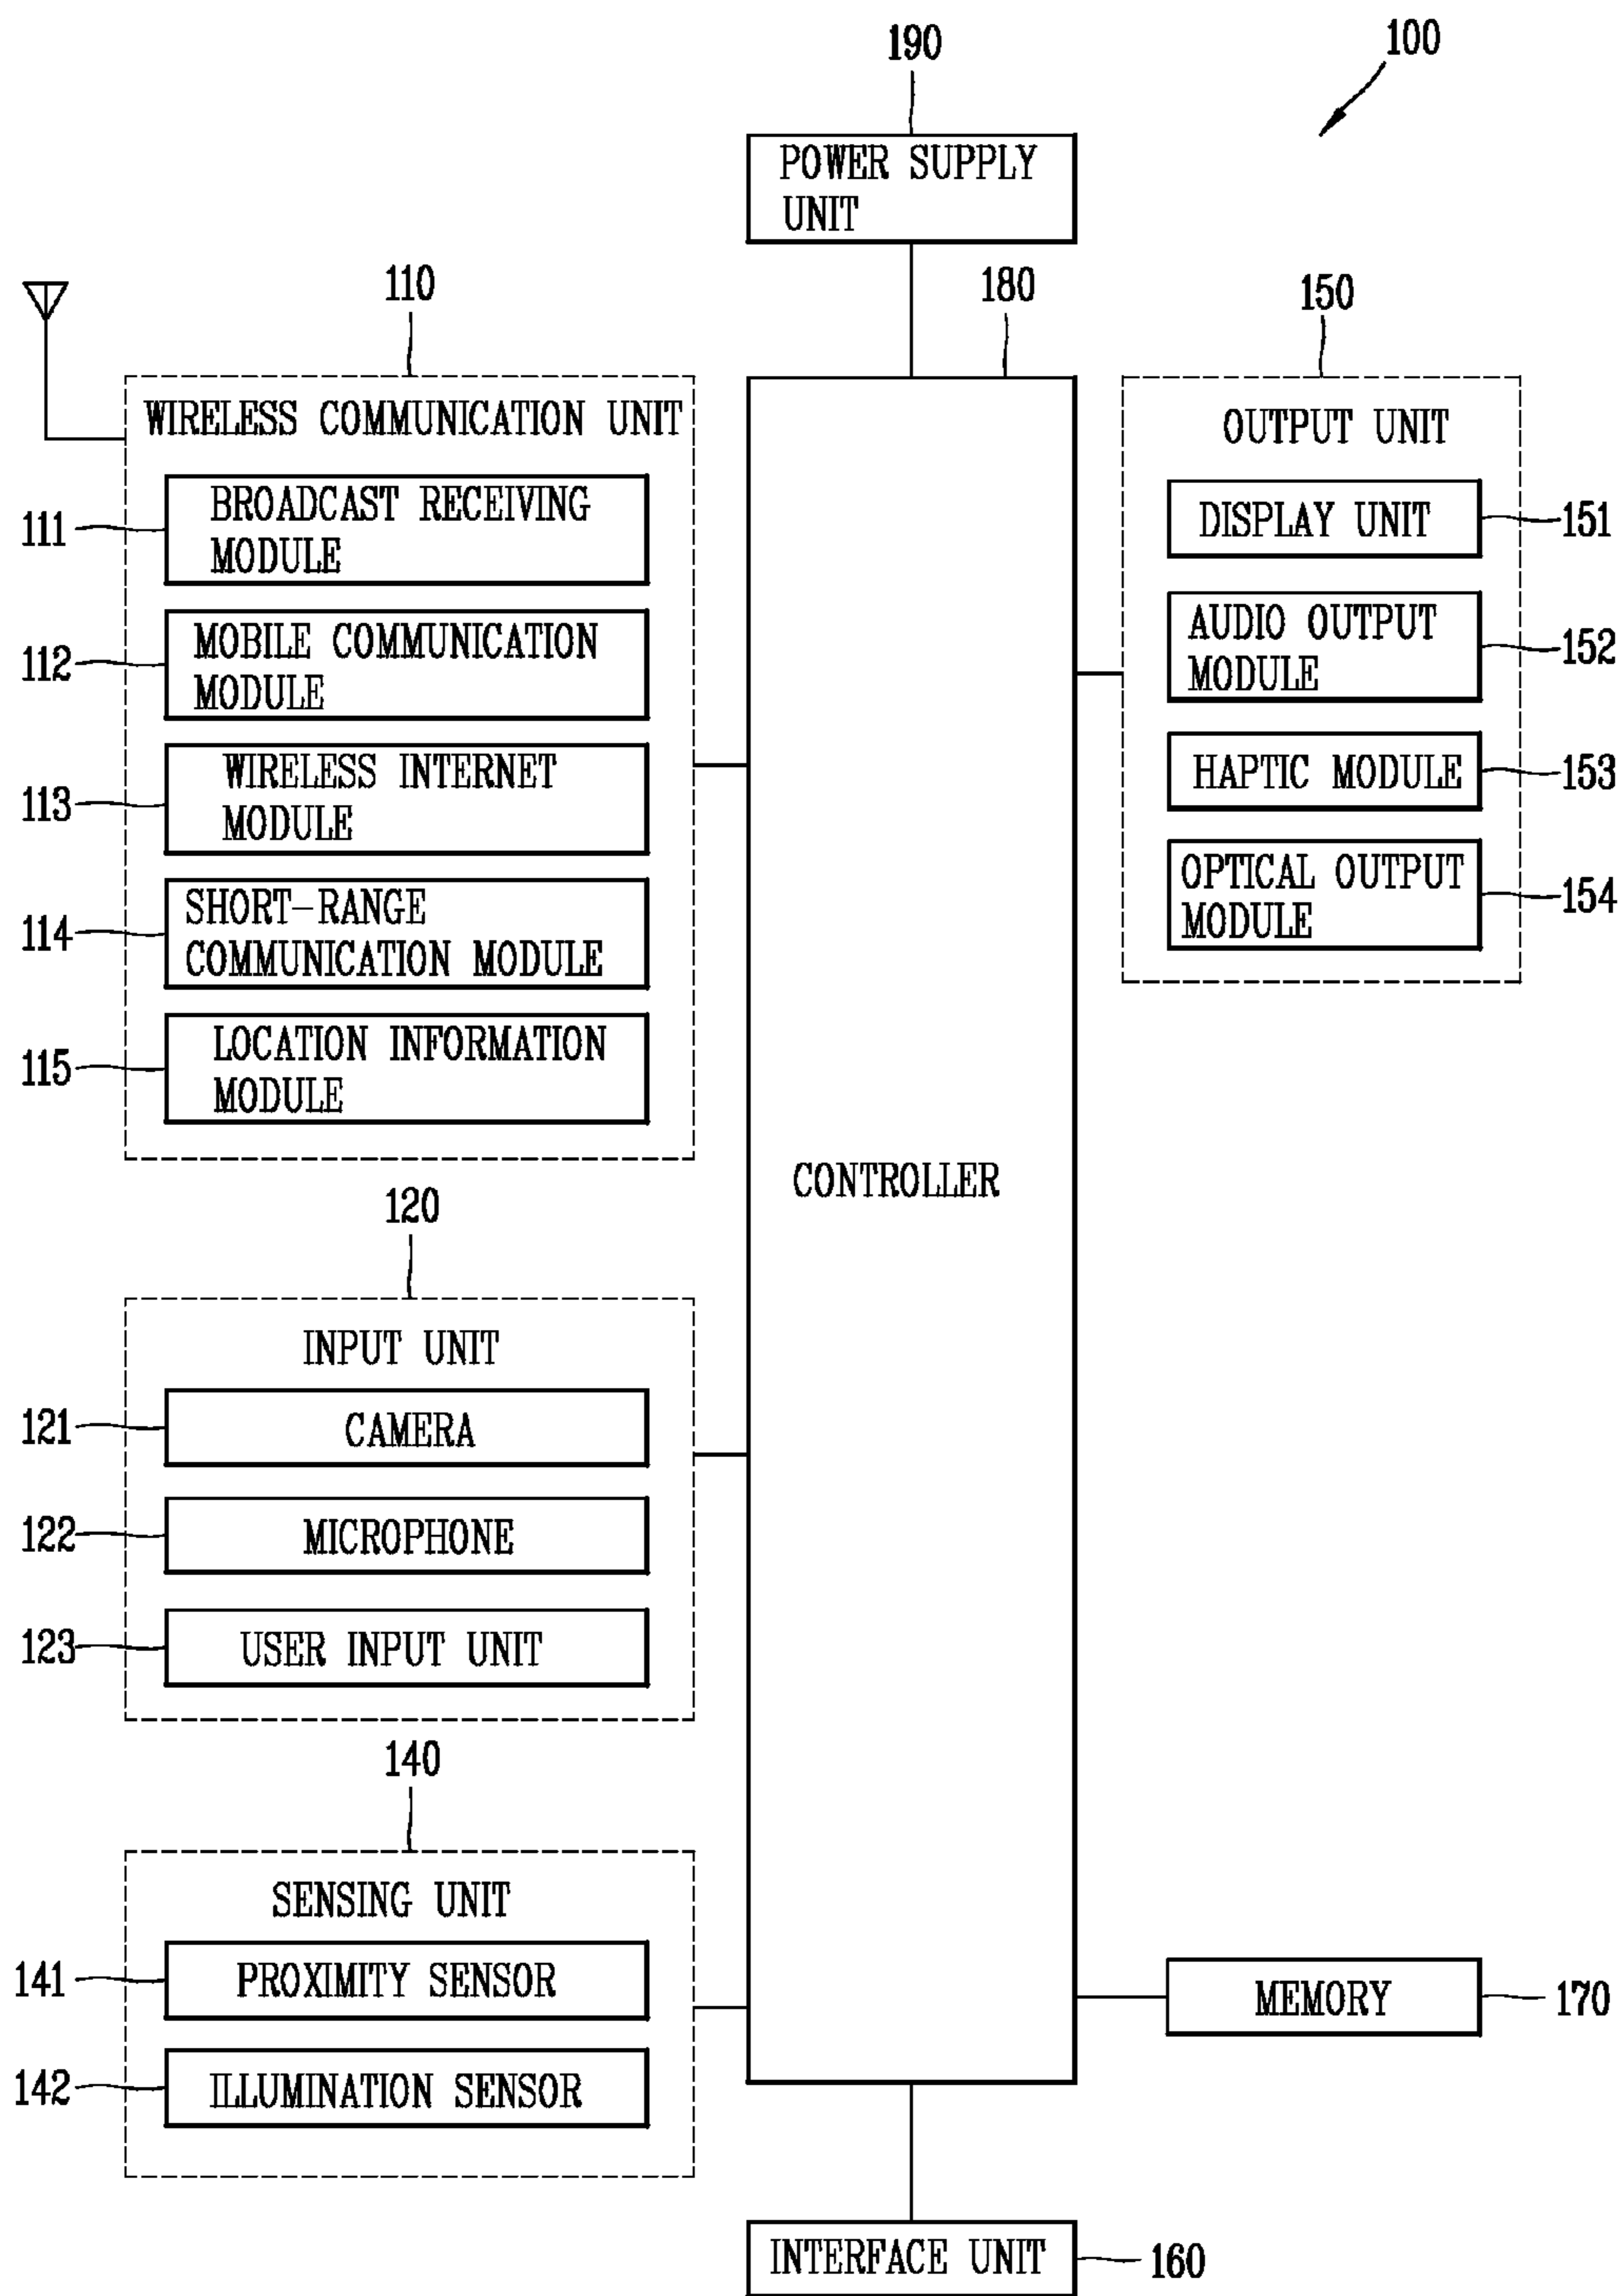 190
100
POWER SUPPLY
UNIT
110
180
150
WIRELESS COMMUNICATION UNIT
111
BROADCAST RECEIVING
MODULE
112
MOBILE COMMUNICATION
MODULE
113
WIRELESS INTERNET
MODULE
114
SHORT-RANGE
COMMUNICATION MODULE
115
LOCATION INFORMATION
MODULE
OUTPUT UNIT
DISPLAY UNIT
151
AUDIO OUTPUT
MODULE
152
HAPTIC MODULE
153
OPTICAL OUTPUT
MODULE
154
CONTROLLER
120
INPUT UNIT
121
CAMERA
122
MICROPHONE
123
USER INPUT UNIT
140
SENSING UNIT
141
PROXIMITY SENSOR
142
ILLUMINATION SENSOR
MEMORY
170
INTERFACE UNIT
160